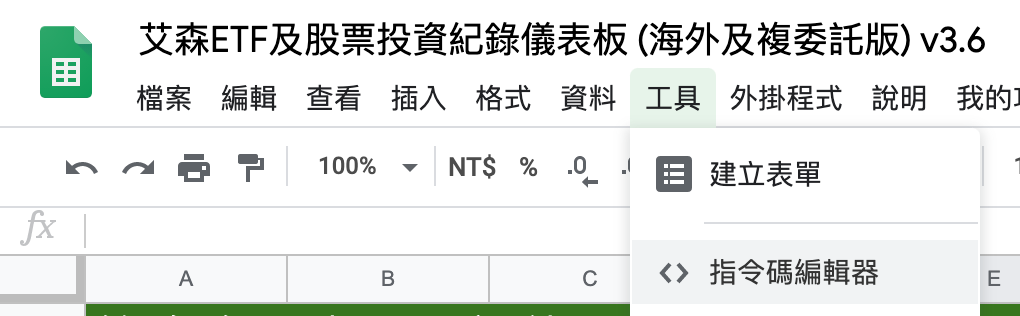 艾森ETF及股票投資紀錄儀表板 (海外及複委託版) v3.6
檔案 編輯 查看 插入 格式 資料 工具 外掛程式 說明 我的
100% NT$ % .0
建立表單
fx
指令碼編輯器
A B C E